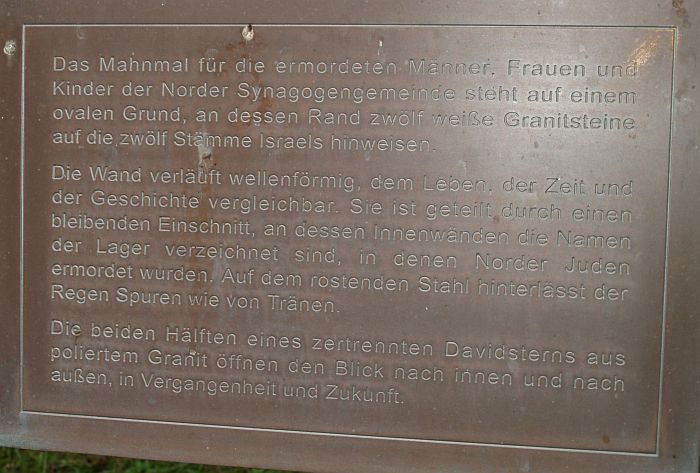 Das Mahnmal für die ermordeten Männer, Frauen und
Kinder der Norder Synagogengemeinde steht auf einem
ovalen Grund, an dessen Rand zwölf weiße Granitsteine
auf die zwölf Stämme Israels hinweisen.
Die Wand verläuft wellenförmig, dem Leben, der Zeit und
der Geschichte vergleichbar. Sie ist geteilt durch einen
bleibenden Einschnitt, an dessen Innenwänden die Namen
der Lager verzeichnet sind, in denen Norder Juden
ermordet wurden. Auf dem rostenden Stahl hinterlässt der
Regen Spuren wie von Tränen.
Die beiden Hälften eines zertrennten Davidsterns aus
poliertem Granit öffnen den Blick nach innen und nach
außen, in Vergangenheit und Zukunft.